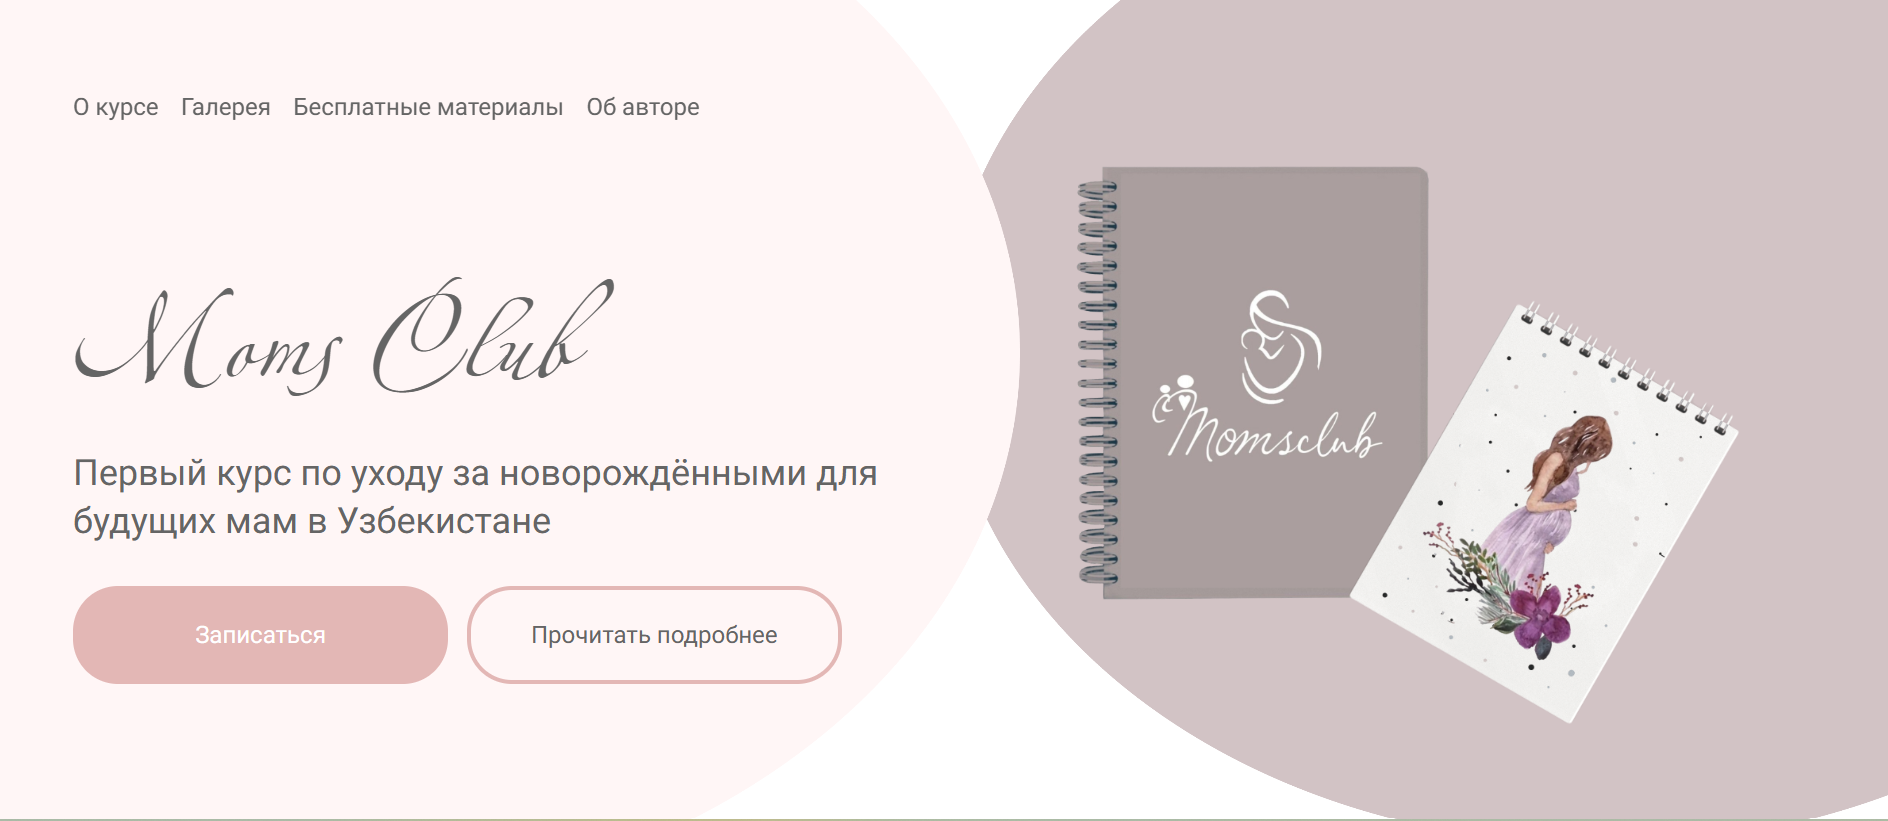 О курсе Галерея Бесплатные материалы Об авторе
Moms Club
Первый курс по уходу за новорождёнными для
будущих мам в Узбекистане
Записаться Прочитать подробнее
Momsclub